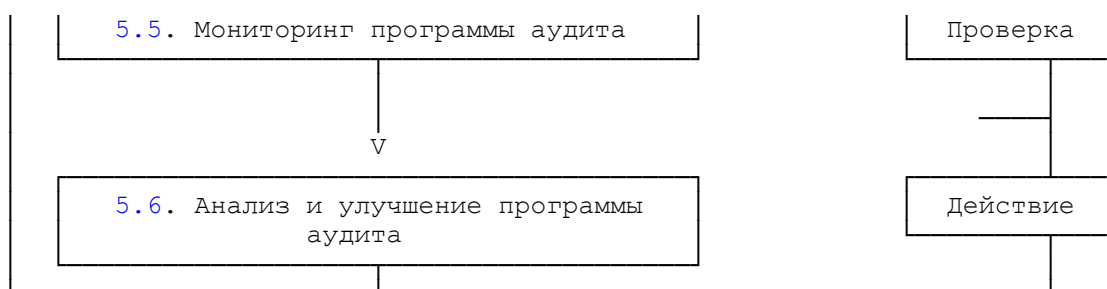 5.5. Мониторинг программы аудита
Проверка
V
5.6. Анализ и улучшение программы
аудита
Действие